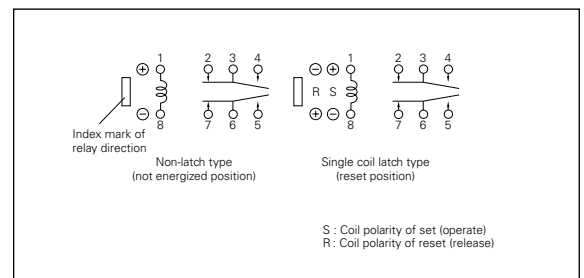 1 2 3 4 1 2 3 4
⊕ ⊖ ⊕
R S
⊖ ⊕ ⊖
8 7 6 5 8 7 6 5
Index mark of
relay direction
Non-latch type
(not energized position)
Single coil latch type
(reset position)
S : Coil polarity of set (operate)
R : Coil polarity of reset (release)